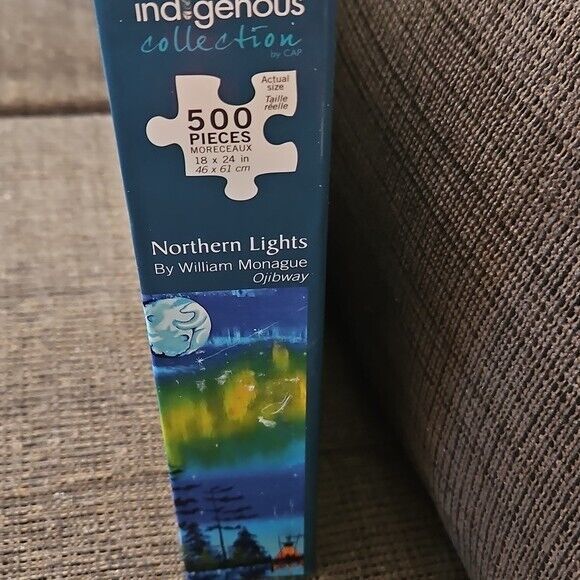 indigenous
collection
by CAP
Actual
size
Taille
réelle
500
PIECES
MORECEAUX
18 x 24 in
46 x 61 cm
Northern Lights
By William Monague
Ojibway